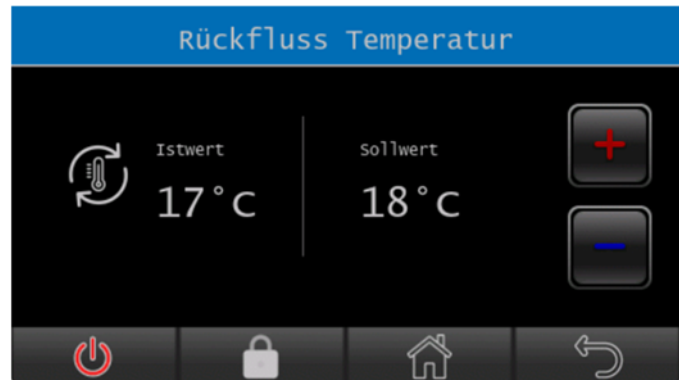 Rückfluss Temperatur
Istwert
17°C
Sollwert
18°C
+
−